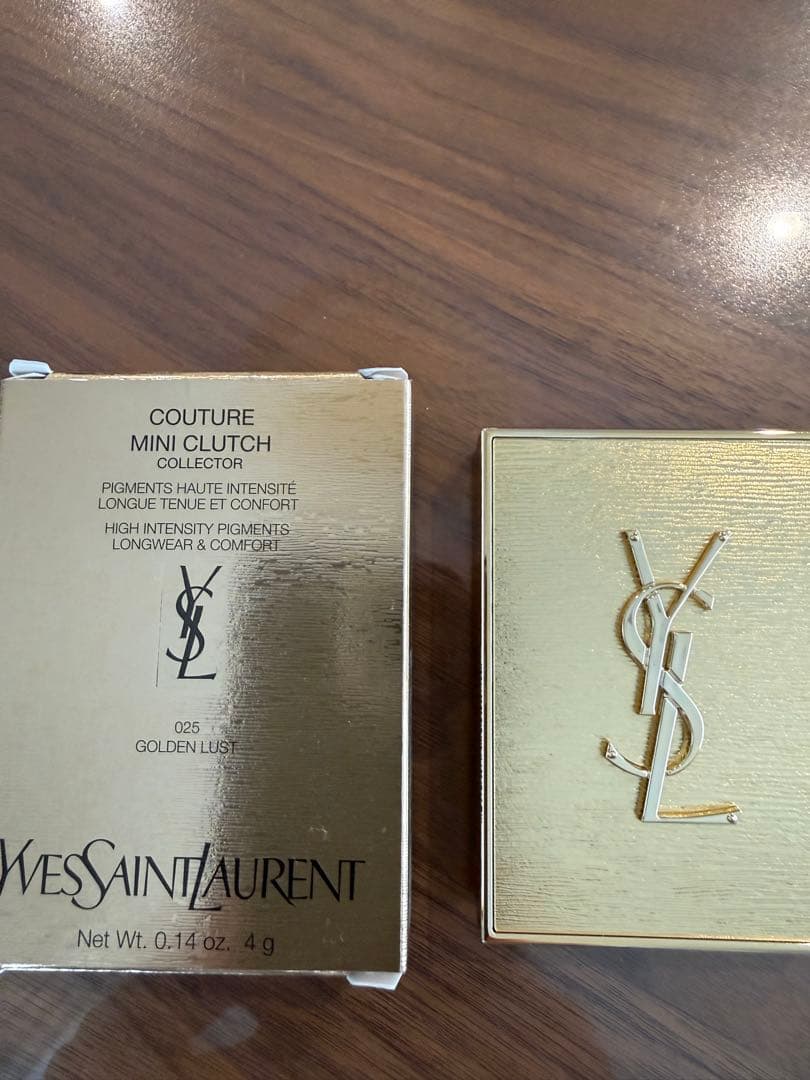 COUTURE
MINI CLUTCH
COLLECTOR
PIGMENTS HAUTE INTENSITÉ
LONGUE TENUE ET CONFORT
HIGH INTENSITY PIGMENTS
LONGWEAR & COMFORT
YSL
025
GOLDEN LUST
YVESSAINTLAURENT
Net Wt. 0.14 oz. 4 g
YSL